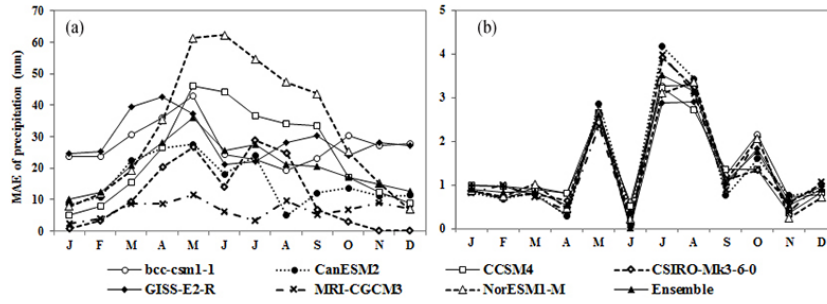 (a)
(b)
MAE of precipitation (mm)
70
60
50
40
30
20
10
0
J F M A M J J A S O N D
5
4
3
2
1
0
J F M A M J J A S O N D
bcc-csm1-1 CanESM2 CCSM4 CSIRO-Mk3-6-0
GISS-E2-R MRI-CGCM3 NorESM1-M Ensemble